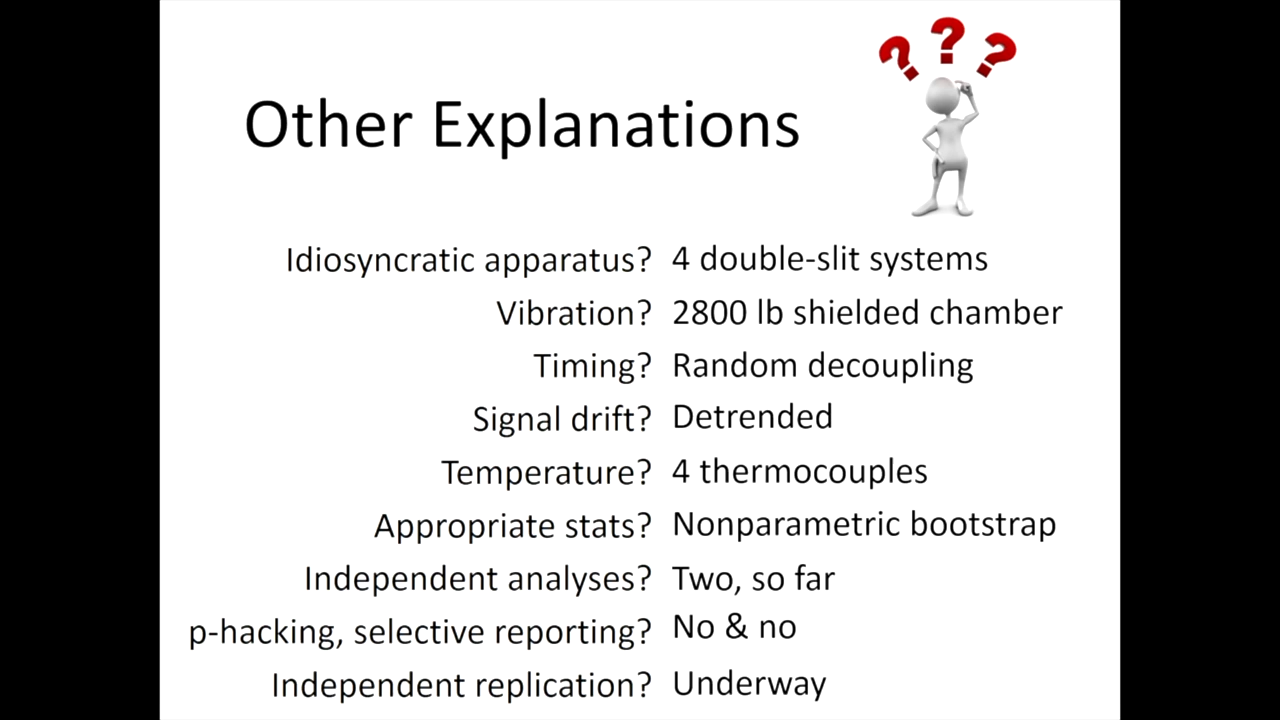 Other Explanations
Idiosyncratic apparatus? 4 double-slit systems
Vibration? 2800 lb shielded chamber
Timing? Random decoupling
Signal drift? Detrended
Temperature? 4 thermocouples
Appropriate stats? Nonparametric bootstrap
Independent analyses? Two, so far
p-hacking, selective reporting? No & no
Independent replication? Underway